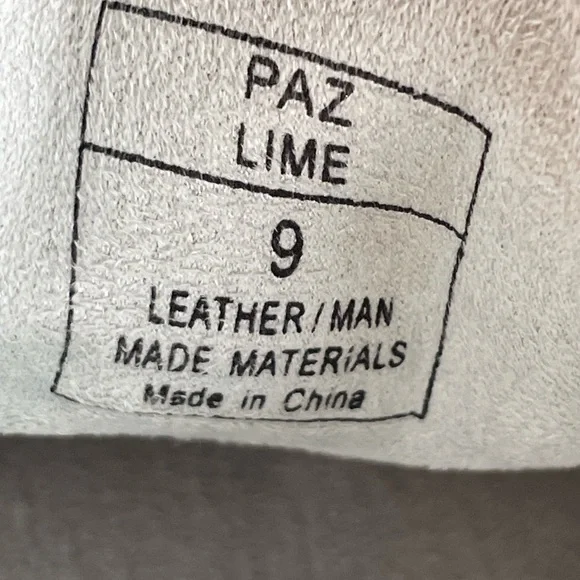 PAZ
LIME
9
LEATHER/MAN
MADE MATERiALS
Made in China